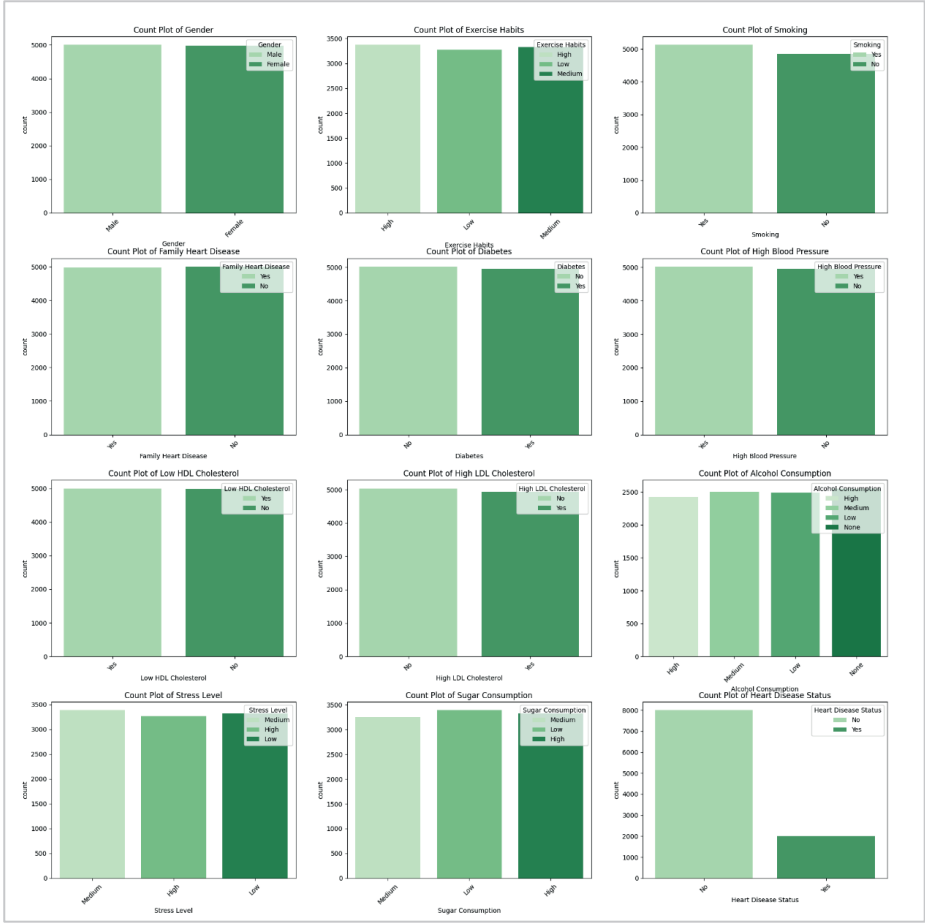 Count Plot of Gender
5000
4000
3000
2000
1000
0
count
Gender
Male
Female
Male
Female
Gender
Count Plot of Exercise Habits
3500
3000
2500
2000
1500
1000
500
0
count
Exercise Habits
High
Low
Medium
High
Low
Medium
Exercise Habits
Count Plot of Smoking
5000
4000
3000
2000
1000
0
count
Smoking
Yes
No
Yes
No
Smoking
Count Plot of Family Heart Disease
5000
4000
3000
2000
1000
0
count
Family Heart Disease
Yes
No
Yes
No
Family Heart Disease
Count Plot of Diabetes
5000
4000
3000
2000
1000
0
count
Diabetes
No
Yes
No
Yes
Diabetes
Count Plot of High Blood Pressure
5000
4000
3000
2000
1000
0
count
High Blood Pressure
Yes
No
Yes
No
High Blood Pressure
Count Plot of Low HDL Cholesterol
5000
4000
3000
2000
1000
0
count
Low HDL Cholesterol
Yes
No
Yes
No
Low HDL Cholesterol
Count Plot of High LDL Cholesterol
5000
4000
3000
2000
1000
0
count
High LDL Cholesterol
No
Yes
No
Yes
High LDL Cholesterol
Count Plot of Alcohol Consumption
2500
2000
1500
1000
500
0
count
Alcohol Consumption
High
Medium
Low
None
High
Medium
Low
None
Alcohol Consumption
Count Plot of Stress Level
3500
3000
2500
2000
1500
1000
500
0
count
Stress Level
Medium
High
Low
Medium
High
Low
Stress Level
Count Plot of Sugar Consumption
3500
3000
2500
2000
1500
1000
500
0
count
Sugar Consumption
Medium
Low
High
Medium
Low
High
Sugar Consumption
Count Plot of Heart Disease Status
8000
7000
6000
5000
4000
3000
2000
1000
0
count
Heart Disease Status
No
Yes
No
Yes
Heart Disease Status